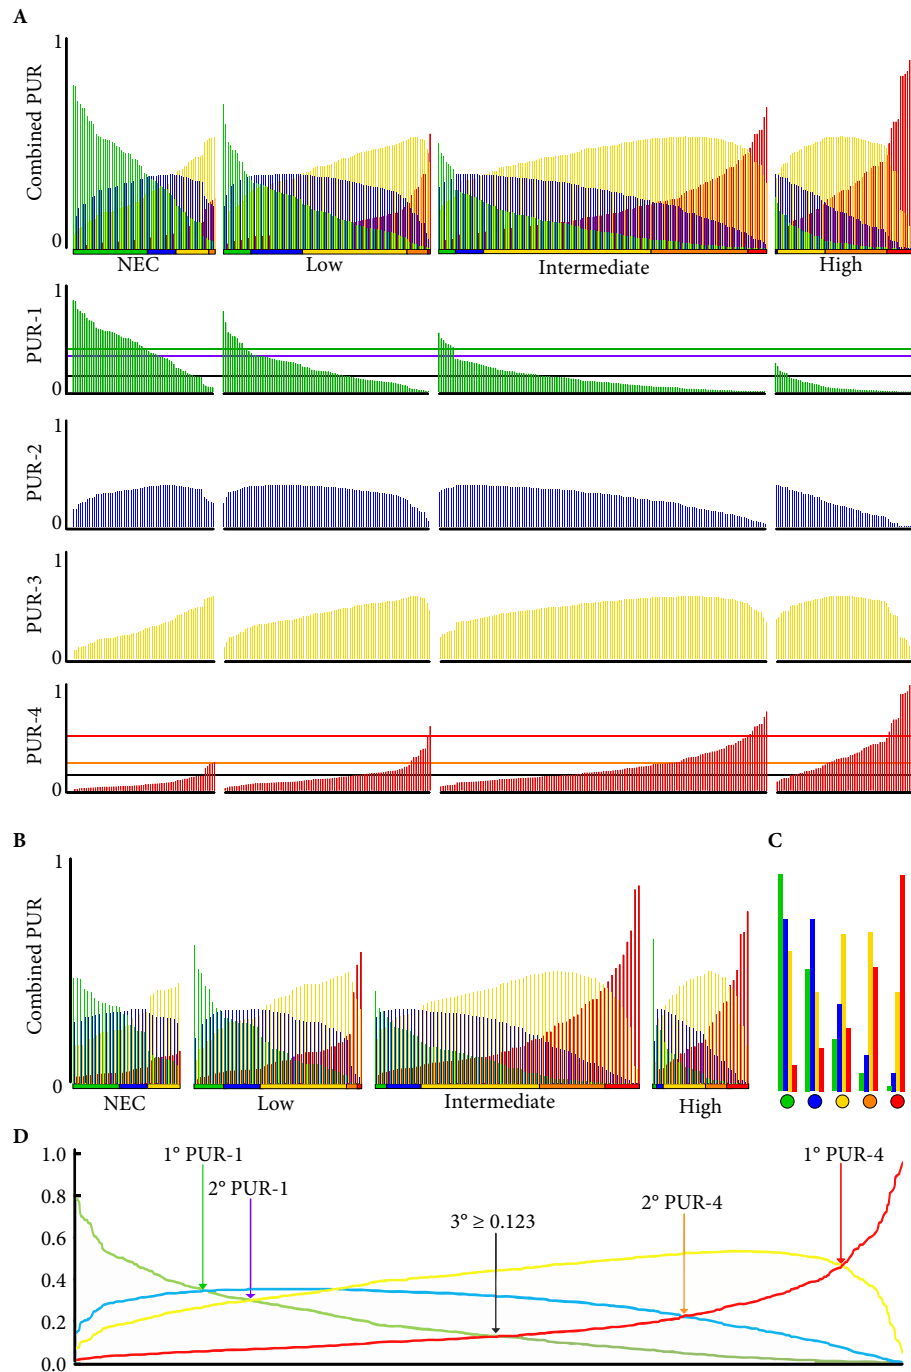 A
1
Combined PUR
0
NEC
Low
Intermediate
High
1
PUR-1
0
1
PUR-2
0
1
PUR-3
0
1
PUR-4
0
B
C
1
Combined PUR
0
NEC
Low
Intermediate
High
D
1.0
0.8
0.6
0.4
0.2
0.0
1° PUR-1
2° PUR-1
3° ≥ 0.123
2° PUR-4
1° PUR-4